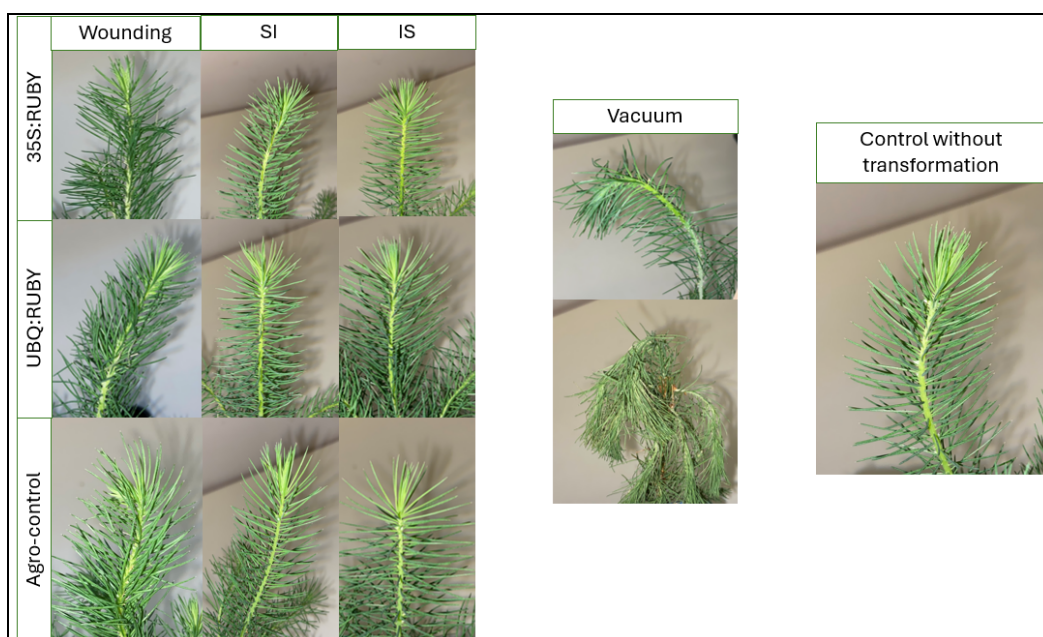 Wounding
SI
IS
35S:RUBY
UBQ:RUBY
Agro-control
Vacuum
Control without
transformation